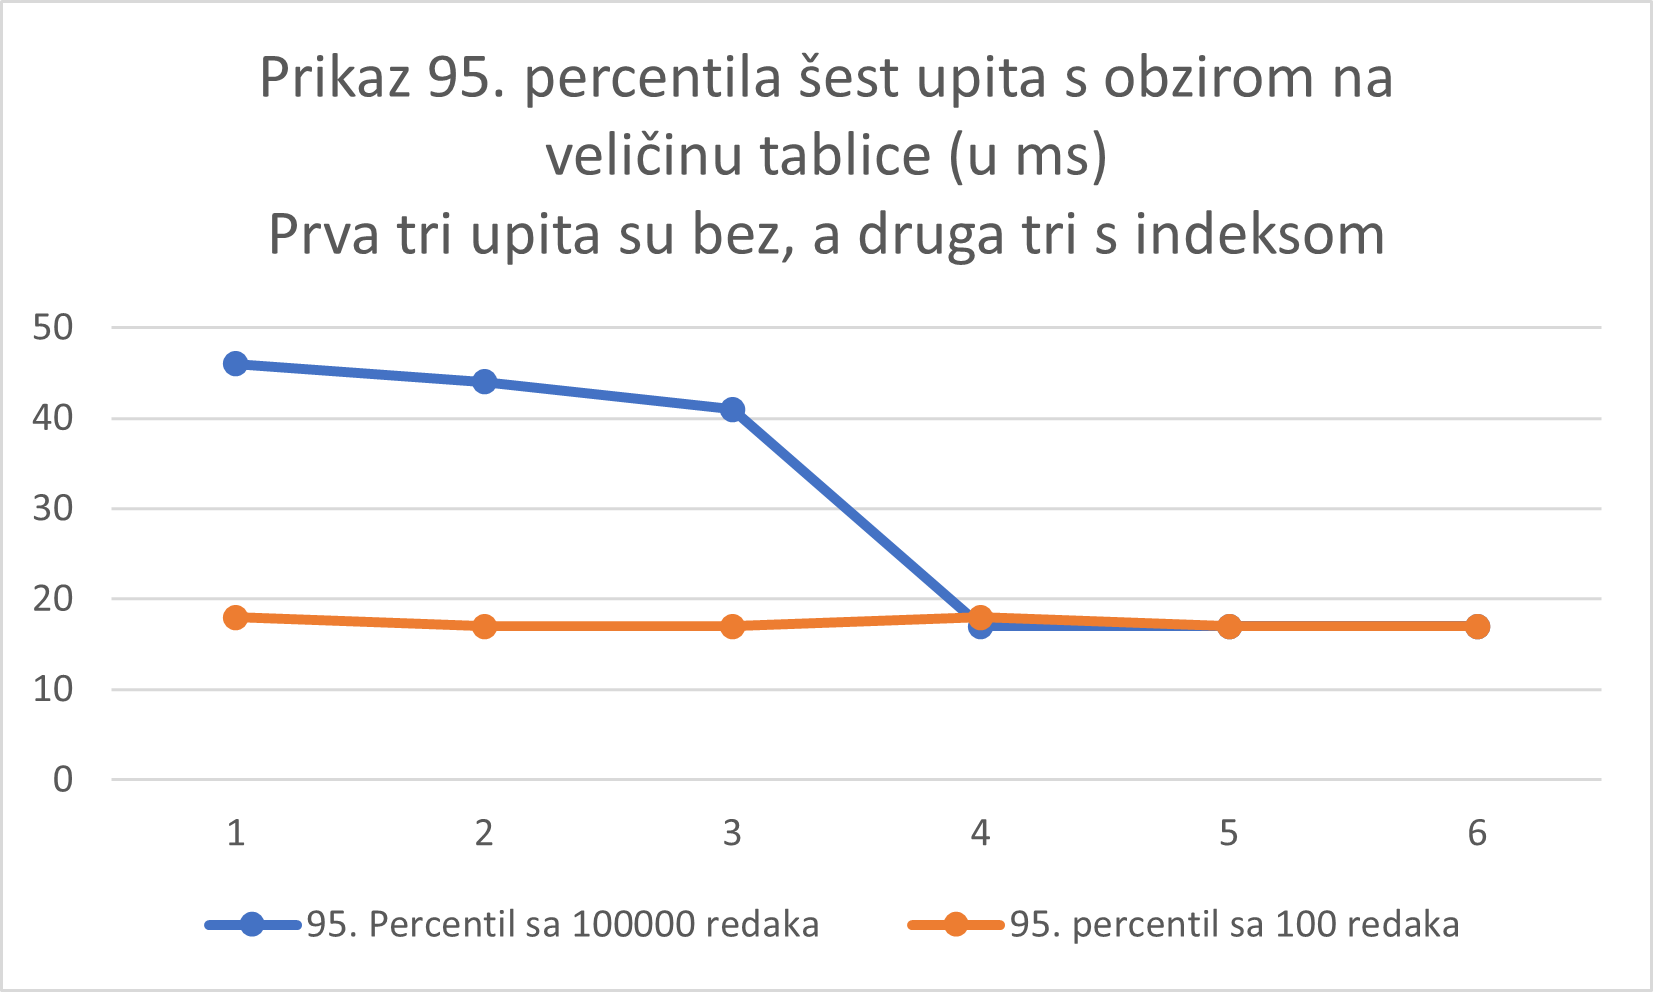 Prikaz 95. percentila šest upita s obzirom na
veličinu tablice (u ms)
Prva tri upita su bez, a druga tri s indeksom
50
40
30
20
10
0
1 2 3 4 5 6
95. Percentil sa 100000 redaka 95. percentil sa 100 redaka